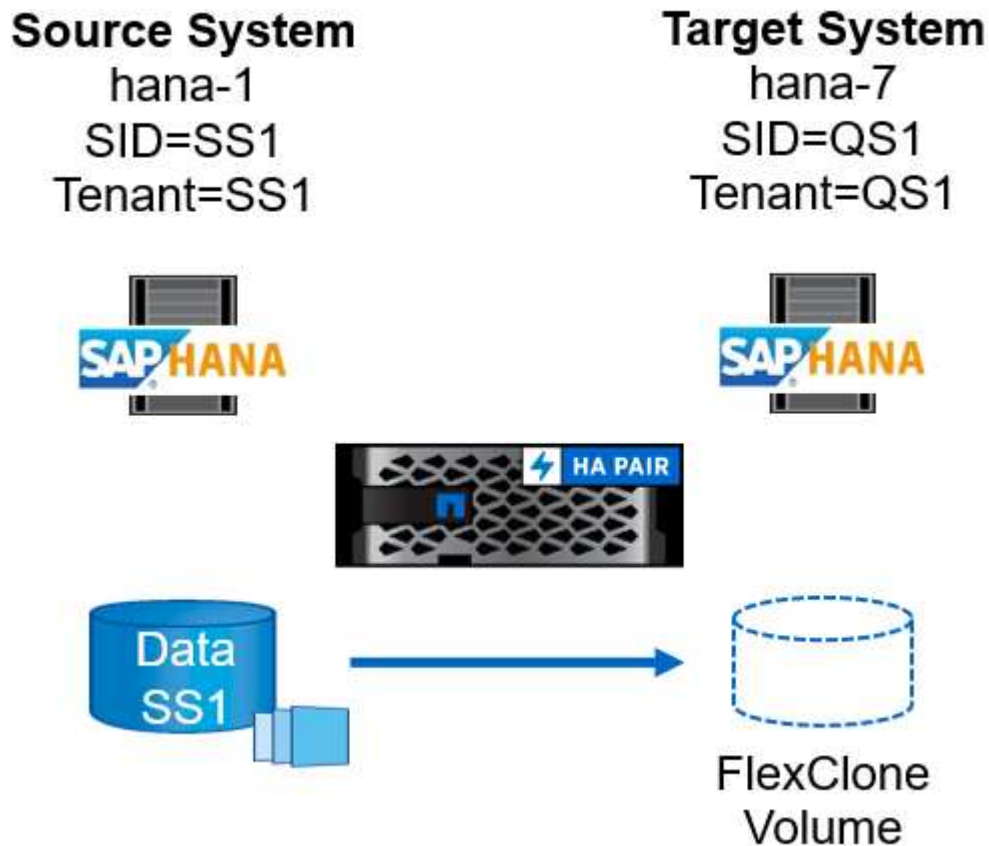 Source System
hana-1
SID=SS1
Tenant=SS1
Target System
hana-7
SID=QS1
Tenant=QS1
SAP HANA
SAP HANA
HA PAIR
Data
SS1
FlexClone
Volume